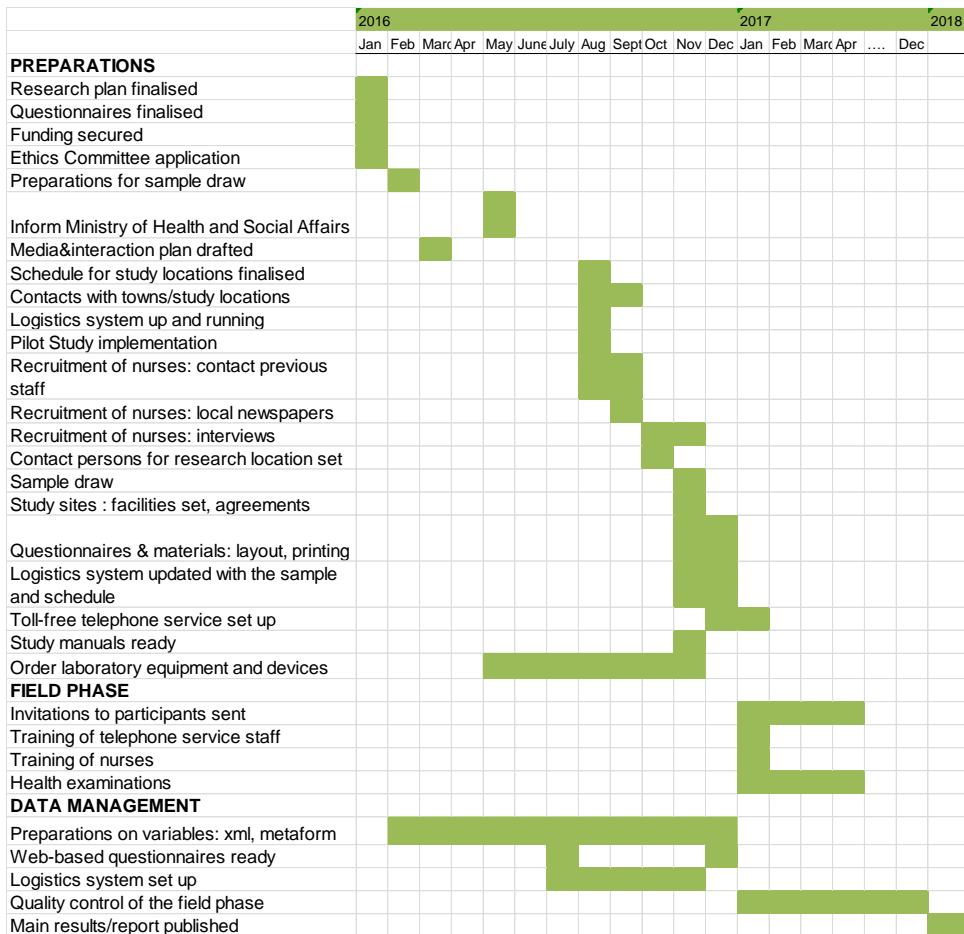 2016 2017 2018
Jan Feb Marc Apr May June July Aug Sept Oct Nov Dec Jan Feb Marc Apr .... Dec
PREPARATIONS
Research plan finalised
Questionnaires finalised
Funding secured
Ethics Committee application
Preparations for sample draw
Inform Ministry of Health and Social Affairs
Media&interaction plan drafted
Schedule for study locations finalised
Contacts with towns/study locations
Logistics system up and running
Pilot Study implementation
Recruitment of nurses: contact previous
staff
Recruitment of nurses: local newspapers
Recruitment of nurses: interviews
Contact persons for research location set
Sample draw
Study sites : facilities set, agreements
Questionnaires & materials: layout, printing
Logistics system updated with the sample
and schedule
Toll-free telephone service set up
Study manuals ready
Order laboratory equipment and devices
FIELD PHASE
Invitations to participants sent
Training of telephone service staff
Training of nurses
Health examinations
DATA MANAGEMENT
Preparations on variables: xml, metaform
Web-based questionnaires ready
Logistics system set up
Quality control of the field phase
Main results/report published